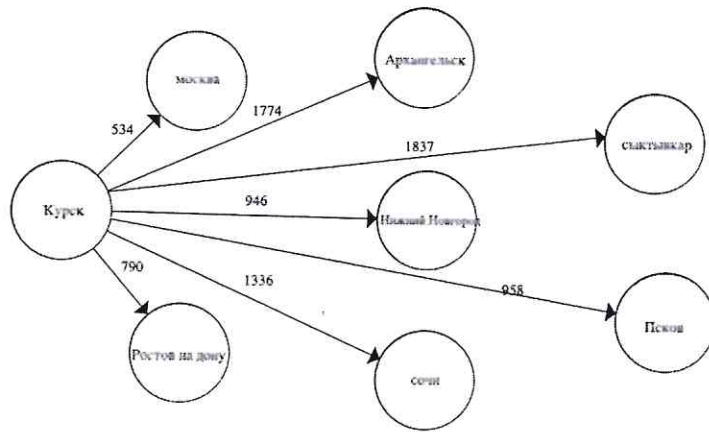 Архангельск
москва
1774
534
1837
сыктывкар
946
Курск
Нижний Новгород
790
1336
958
Псков
Ростов на дону
сочи